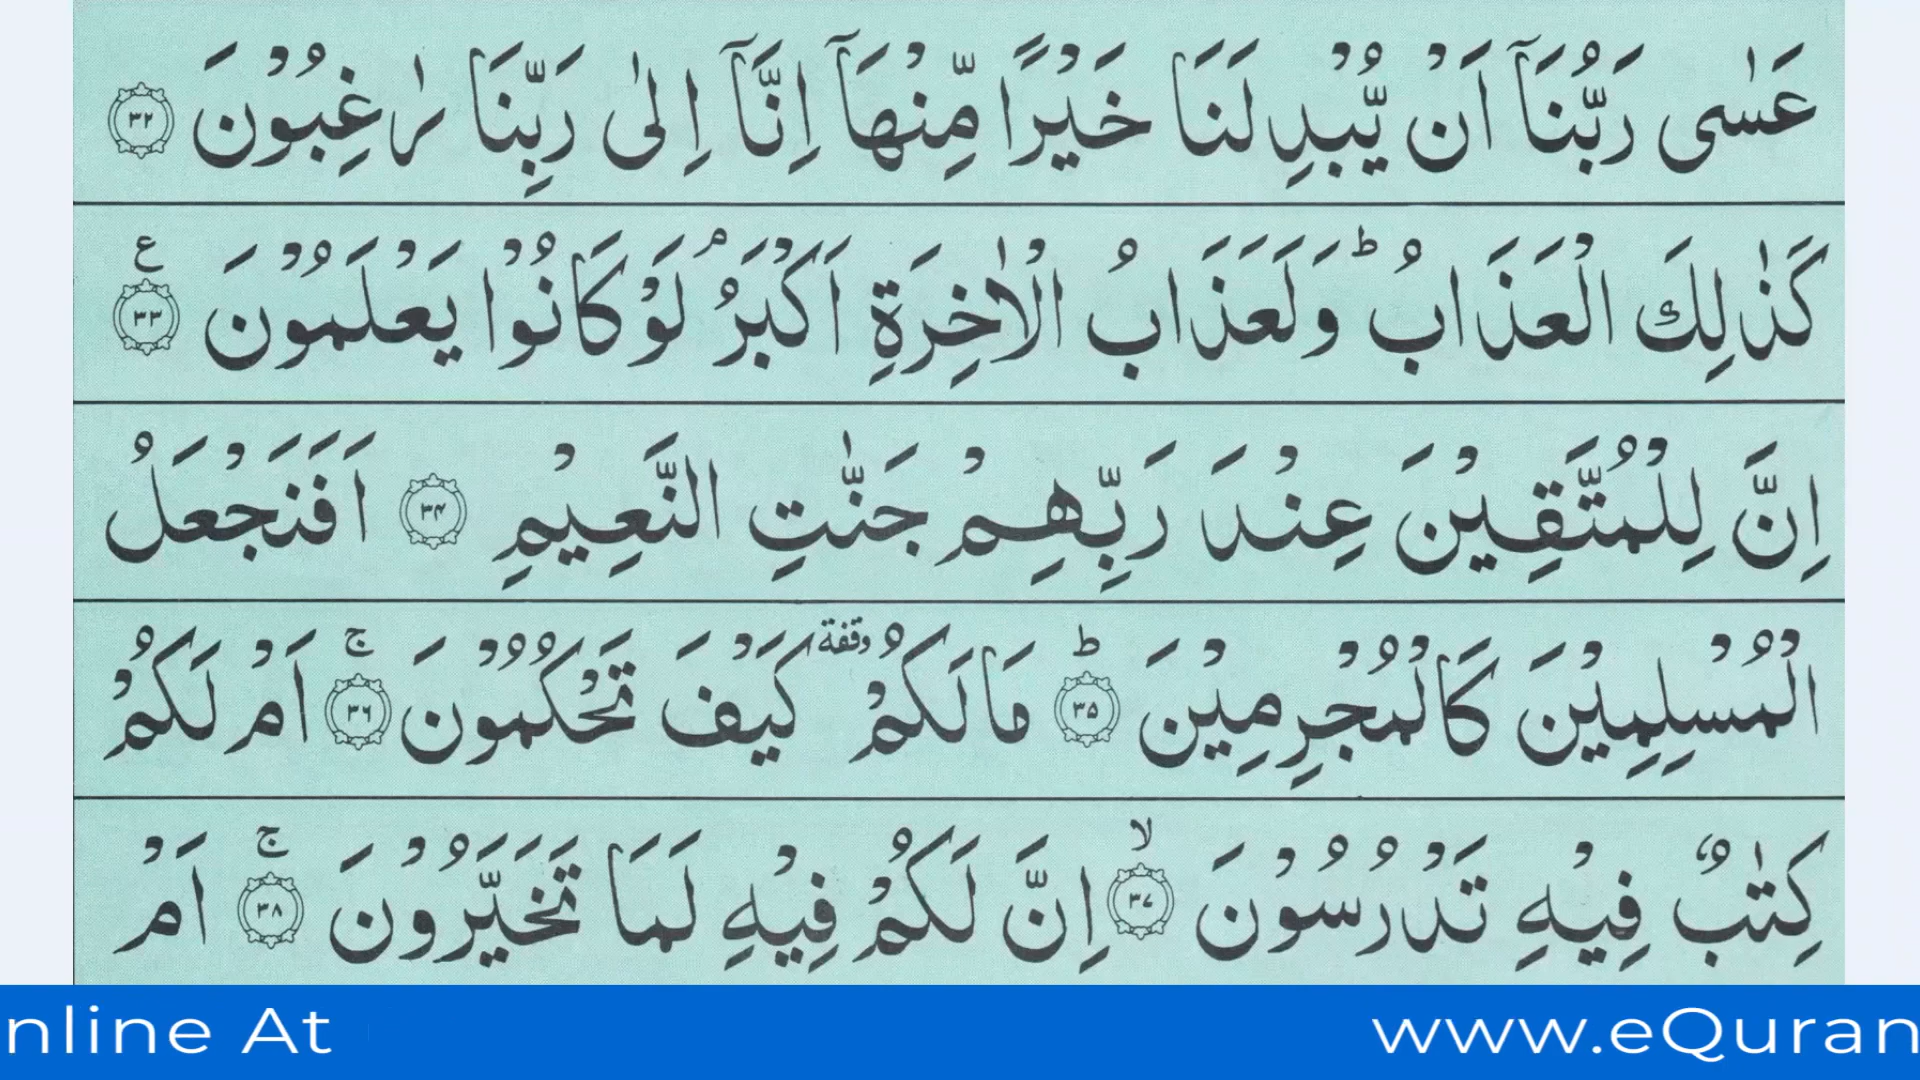 عَسٰى رَبُّنَاۤ اَنْ يُّبْدِلَنَا خَيْرًا مِّنْهَاۤ اِنَّاۤ اِلٰى رَبِّنَا رٰغِبُوْنَ ٣٢
كَذٰلِكَ الْعَذَابُ ؕ وَلَعَذَابُ الْاٰخِرَةِ اَكْبَرُ ۘ لَوْ كَانُوْا يَعْلَمُوْنَ ٣٣ ع
اِنَّ لِلْمُتَّقِيْنَ عِنْدَ رَبِّهِمْ جَنّٰتِ النَّعِيْمِ ٣٤ اَفَنَجْعَلُ
الْمُسْلِمِيْنَ كَالْمُجْرِمِيْنَ ؕ ٣٥ مَا لَكُمْ وقفة كَيْفَ تَحْكُمُوْنَ ۚ ٣٦ اَمْ لَكُمْ
كِتٰبٌ فِيْهِ تَدْرُسُوْنَ ۙ ٣٧ اِنَّ لَكُمْ فِيْهِ لَمَا تَخَيَّرُوْنَ ۚ ٣٨ اَمْ
nline At www.eQuran